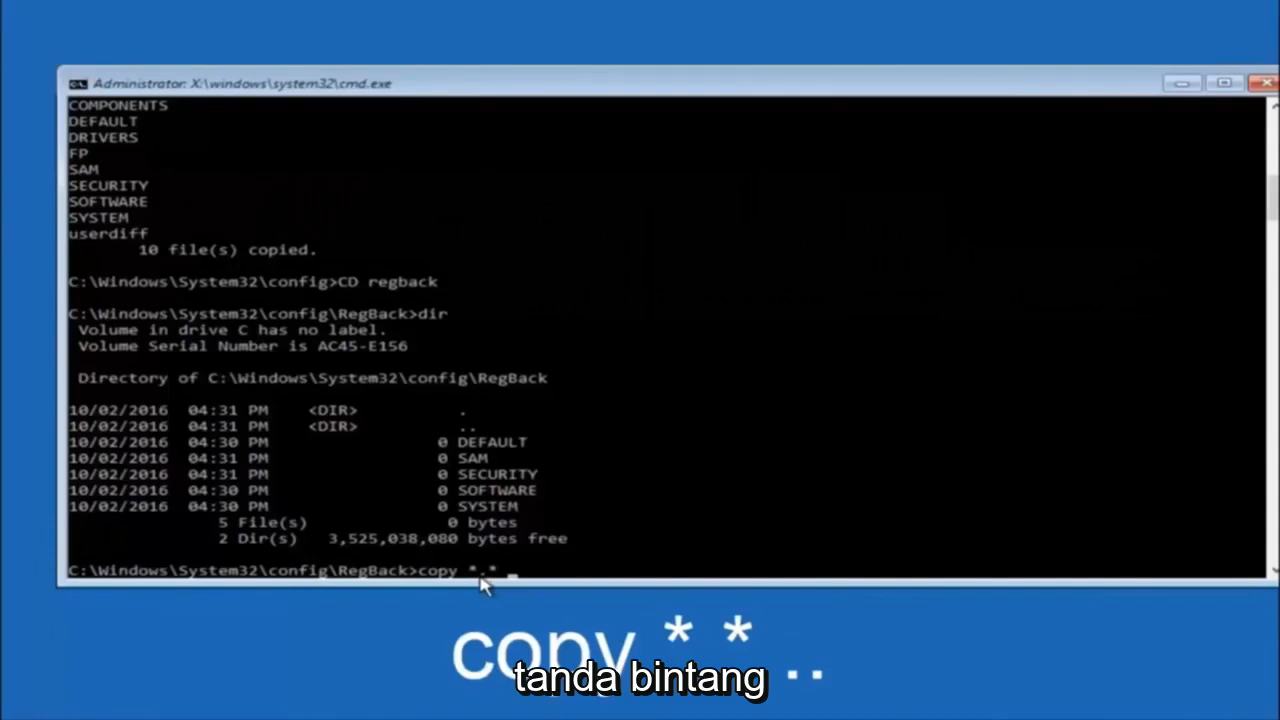 Administrator: X:\windows\system32\cmd.exe
COMPONENTS
DEFAULT
DRIVERS
FP
SAM
SECURITY
SOFTWARE
SYSTEM
userdiff
10 file(s) copied.
C:\Windows\System32\config>CD regback
C:\Windows\System32\config\RegBack>dir
Volume in drive C has no label.
Volume Serial Number is AC45-E156
Directory of C:\Windows\System32\config\RegBack
10/02/2016 04:31 PM <DIR> .
10/02/2016 04:31 PM <DIR> ..
10/02/2016 04:30 PM 0 DEFAULT
10/02/2016 04:31 PM 0 SAM
10/02/2016 04:31 PM 0 SECURITY
10/02/2016 04:30 PM 0 SOFTWARE
10/02/2016 04:30 PM 0 SYSTEM
5 File(s) 0 bytes
2 Dir(s) 3,525,038,080 bytes free
C:\Windows\System32\config\RegBack>copy *.* _
copy * * ..
tanda bintang